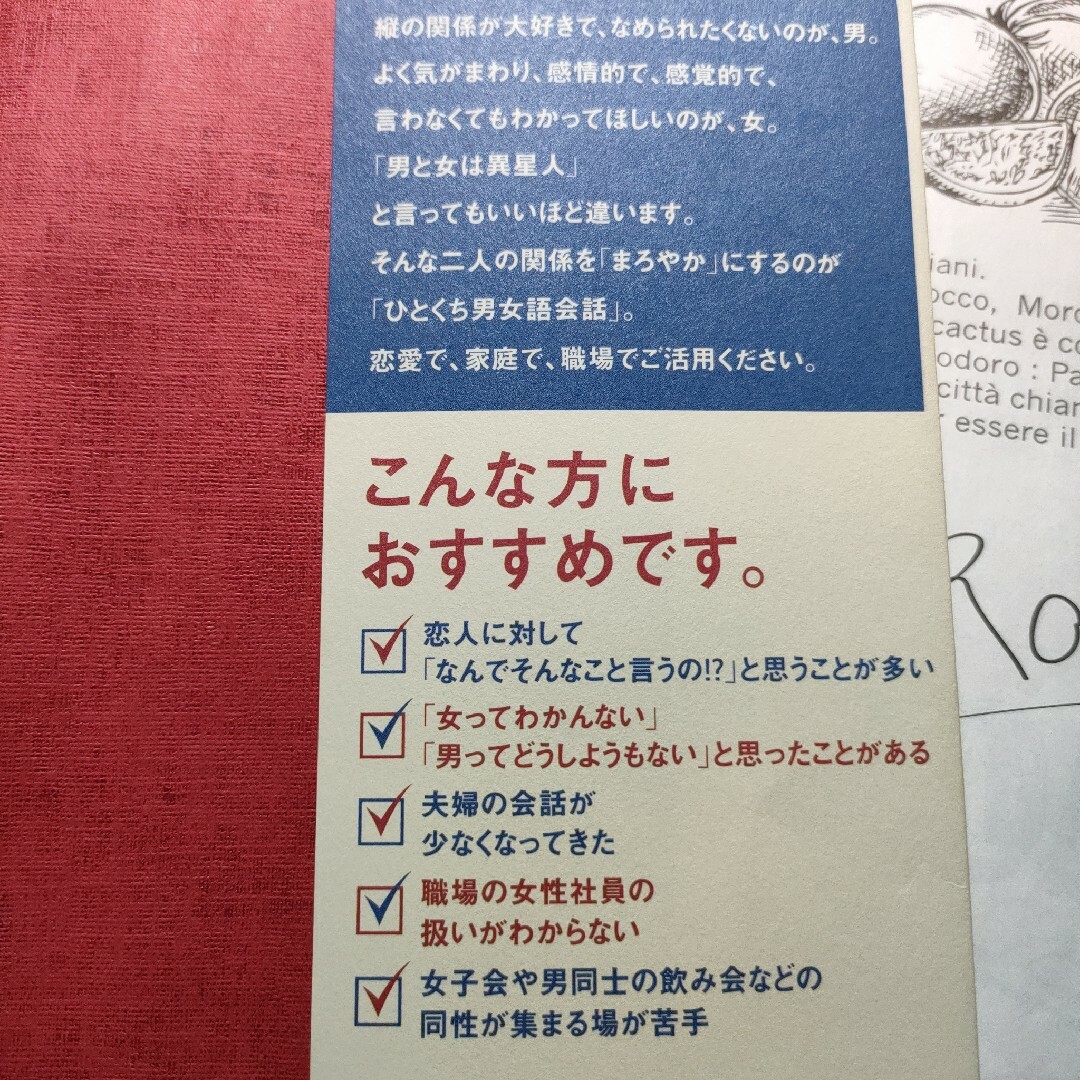 縦の関係が大好きで、なめられたくないのが、男。
よく気がまわり、感情的で、感覚的で、
言わなくてもわかってほしいのが、女。
「男と女は異星人」
と言ってもいいほど違います。
そんな二人の関係を「まろやか」にするのが
「ひとくち男女語会話」。
恋愛で、家庭で、職場でご活用ください。
こんな方に
おすすめです。
恋人に対して
「なんでそんなこと言うの!?」と思うことが多い
「女ってわかんない」
「男ってどうしようもない」と思ったことがある
夫婦の会話が
少なくなってきた
職場の女性社員の
扱いがわからない
女子会や男同士の飲み会などの
同性が集まる場が苦手
iani.
occo, Moro
cactus è co
odoro : Pa
città chiar
essere il
Ro